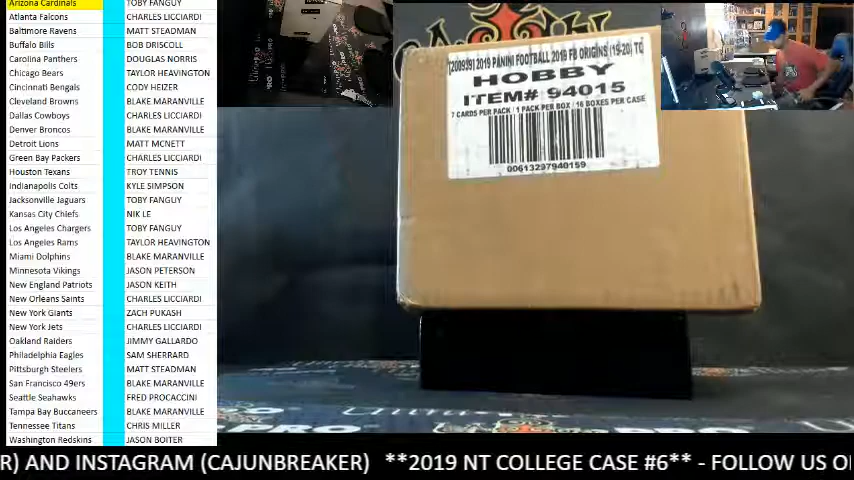 Arizona Cardinals TOBY FANGUY
Atlanta Falcons CHARLES LICCIARDI
Baltimore Ravens MATT STEADMAN
Buffalo Bills BOB DRISCOLL
Carolina Panthers DOUGLAS NORRIS
Chicago Bears TAYLOR HEAVINGTON
Cincinnati Bengals CODY HEIZER
Cleveland Browns BLAKE MARANVILLE
Dallas Cowboys CHARLES LICCIARDI
Denver Broncos BLAKE MARANVILLE
Detroit Lions MATT MCNETT
Green Bay Packers CHARLES LICCIARDI
Houston Texans TROY TENNIS
Indianapolis Colts KYLE SIMPSON
Jacksonville Jaguars TOBY FANGUY
Kansas City Chiefs NIK LE
Los Angeles Chargers TOBY FANGUY
Los Angeles Rams TAYLOR HEAVINGTON
Miami Dolphins BLAKE MARANVILLE
Minnesota Vikings JASON PETERSON
New England Patriots JASON KEITH
New Orleans Saints CHARLES LICCIARDI
New York Giants ZACH PUKASH
New York Jets CHARLES LICCIARDI
Oakland Raiders JIMMY GALLARDO
Philadelphia Eagles SAM SHERRARD
Pittsburgh Steelers MATT STEADMAN
San Francisco 49ers BLAKE MARANVILLE
Seattle Seahawks FRED PROCACCINI
Tampa Bay Buccaneers BLAKE MARANVILLE
Tennessee Titans CHRIS MILLER
Washington Redskins JASON BOITER
2019 PANINI FOOTBALL 2019 FB ORIGINS (19-20) TC
HOBBY
ITEM# 94015
7 CARDS PER PACK / 1 PACK PER BOX / 16 BOXES PER CASE
00613297940159
PRO
R) AND INSTAGRAM (CAJUNBREAKER) **2019 NT COLLEGE CASE #6** - FOLLOW US O